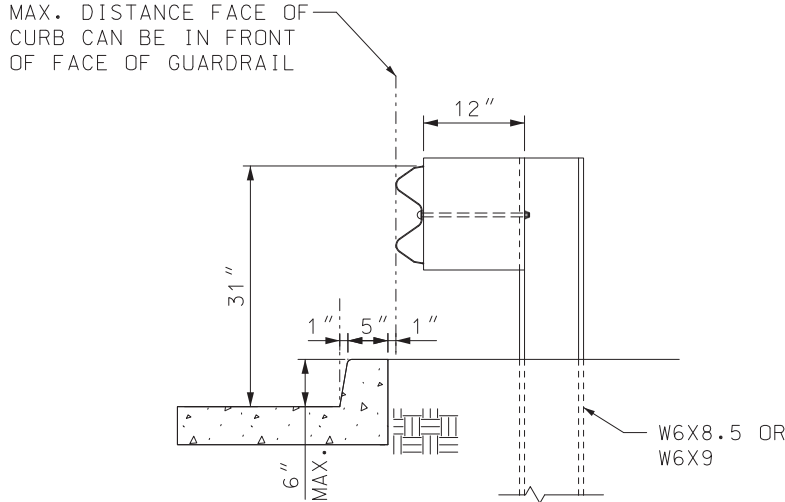 MAX. DISTANCE FACE OF
CURB CAN BE IN FRONT
OF FACE OF GUARDRAIL
12"
31"
1" 5" 1"
6"
MAX.
W6X8.5 OR
W6X9